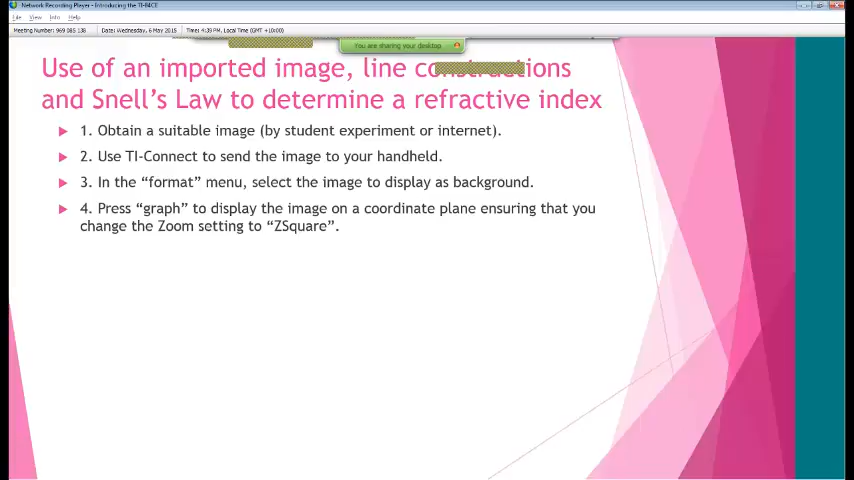 Network Recording Player - Introducing the TI-84CE
File View Info Help
Meeting Number: 969 085 138 Date: Wednesday, 6 May 2015 Time: 4:39 PM, Local Time (GMT +10:00)
You are sharing your desktop
Use of an imported image, line constructions
and Snell’s Law to determine a refractive index
1. Obtain a suitable image (by student experiment or internet).
2. Use TI-Connect to send the image to your handheld.
3. In the “format” menu, select the image to display as background.
4. Press “graph” to display the image on a coordinate plane ensuring that you
change the Zoom setting to “ZSquare”.